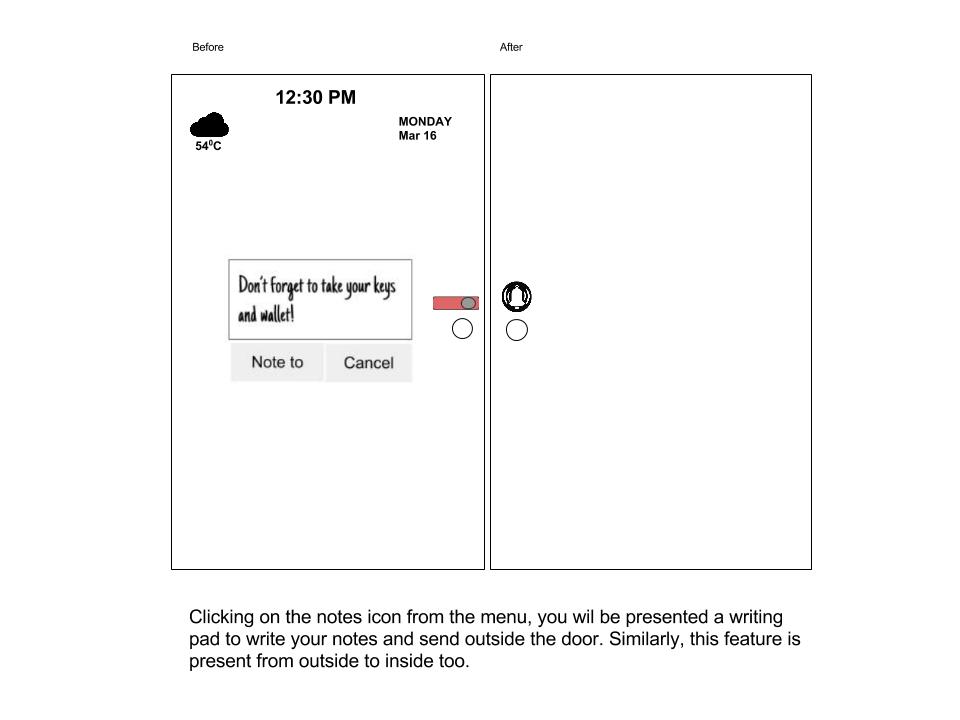 Before
After
12:30 PM
MONDAY
Mar 16
54⁰C
Don't forget to take your keys
and wallet!
Note to
Cancel
Clicking on the notes icon from the menu, you wil be presented a writing
pad to write your notes and send outside the door. Similarly, this feature is
present from outside to inside too.